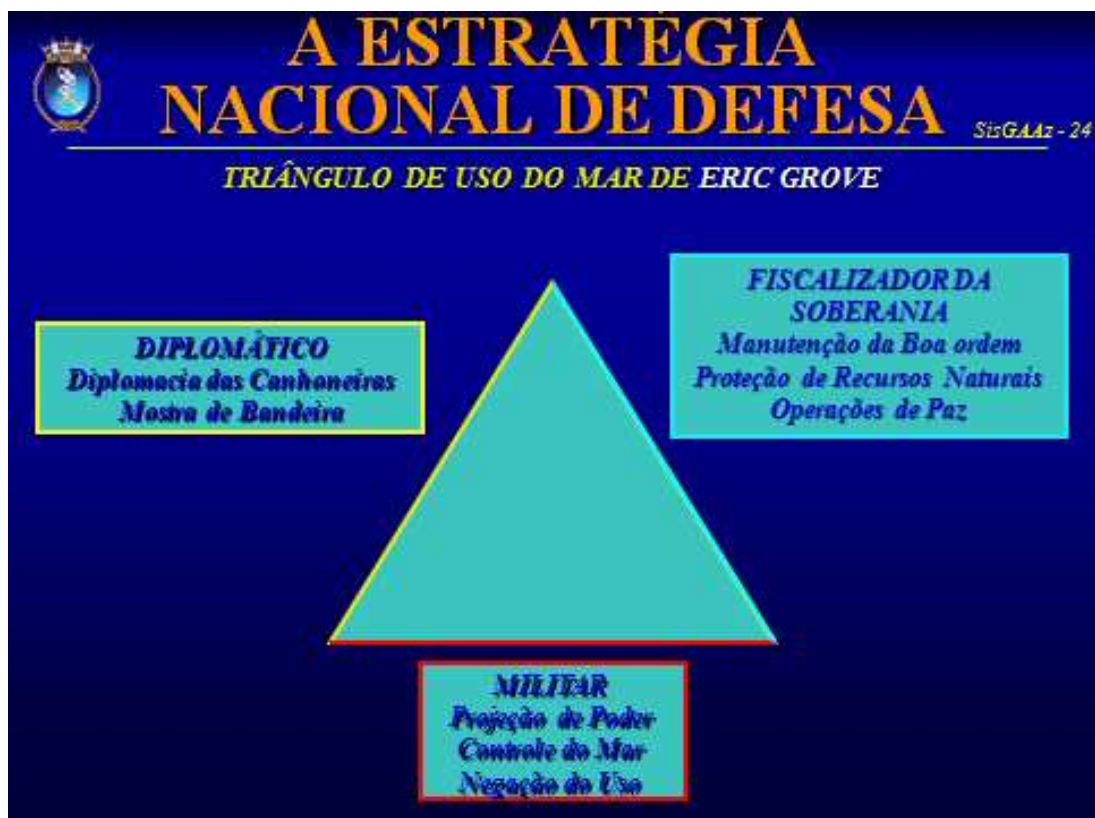 A ESTRATÉGIA
NACIONAL DE DEFESA
SisGAAz - 24
TRIÂNGULO DE USO DO MAR DE ERIC GROVE
DIPLOMÁTICO
Diplomacia das Canhoneiras
Mostra de Bandeira
FISCALIZADOR DA
SOBERANIA
Manutenção da Boa ordem
Proteção de Recursos Naturais
Operações de Paz
MILITAR
Projeção de Poder
Controle do Mar
Negação do Uso